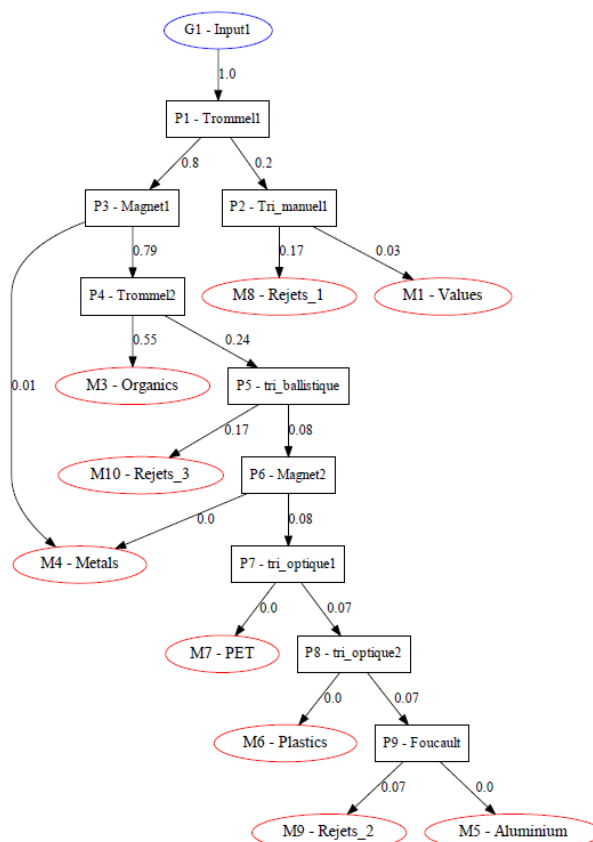 G1 - Input1
1.0
P1 - Trommel1
0.8
0.2
P3 - Magnet1
P2 - Tri_manuel1
0.79
0.17
0.03
P4 - Trommel2
M8 - Rejets_1
M1 - Values
0.55
0.24
0.01
M3 - Organics
P5 - tri_ballistique
0.17
0.08
M10 - Rejets_3
P6 - Magnet2
0.0
0.08
M4 - Metals
P7 - tri_optique1
0.0
0.07
M7 - PET
P8 - tri_optique2
0.0
0.07
M6 - Plastics
P9 - Foucault
0.07
0.0
M9 - Rejets_2
M5 - Aluminium